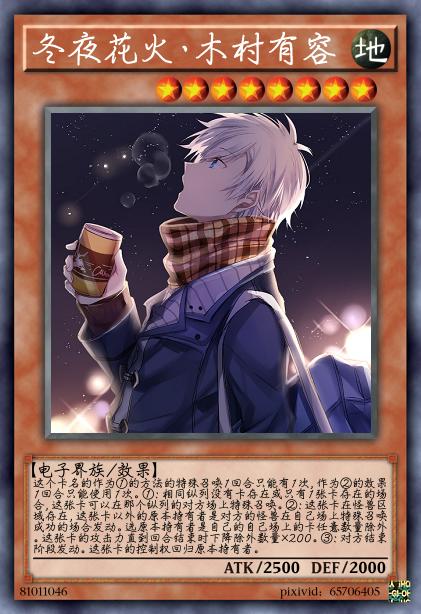 冬夜花火·木村有容
地
【电子界族/效果】
这个卡名的作为①的方法的特殊召唤1回合只能有1次，作为②的效果
1回合只能使用1次。①：相同纵列没有卡存在或只有1张卡存在的场
合，这张卡可以在那个纵列的对方场上特殊召唤。②：这张卡在怪兽区
域存在，这张卡以外的原本持有者是对方的怪兽在自己场上特殊召唤
成功的场合发动。选原本持有者是自己的自己场上的卡任意数量除外。
这张卡的攻击力直到回合结束时下降除外数量×200。③：对方结束
阶段发动。这张卡的控制权回归原本持有者。
ATK/2500 DEF/2000
81011046
pixivid: 65706405